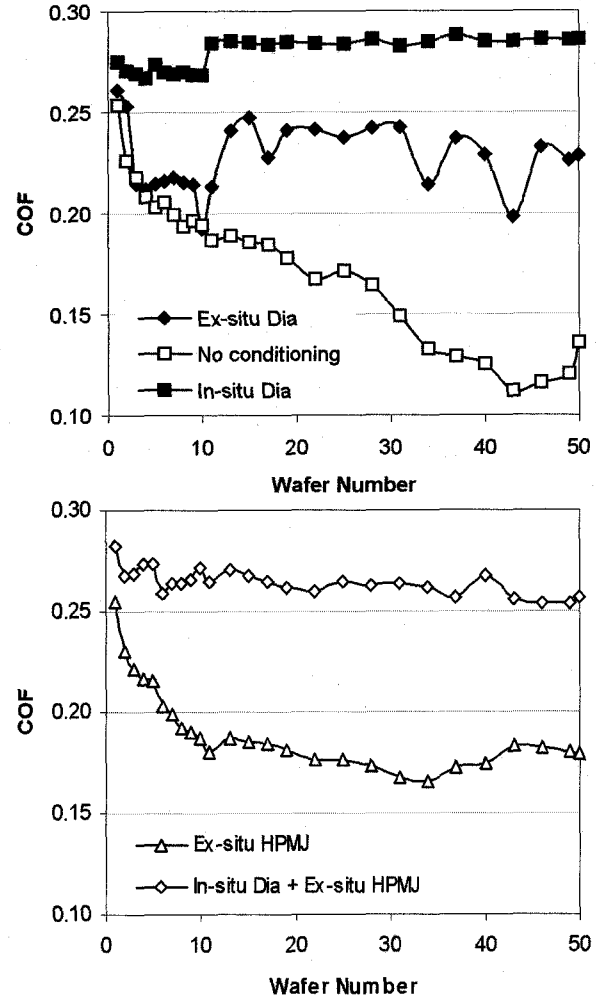 0.30
0.25
0.20
0.15
0.10
COF
Ex-situ Dia
No conditioning
In-situ Dia
0 10 20 30 40 50
Wafer Number
0.30
0.25
0.20
0.15
0.10
COF
Ex-situ HPMJ
In-situ Dia + Ex-situ HPMJ
0 10 20 30 40 50
Wafer Number